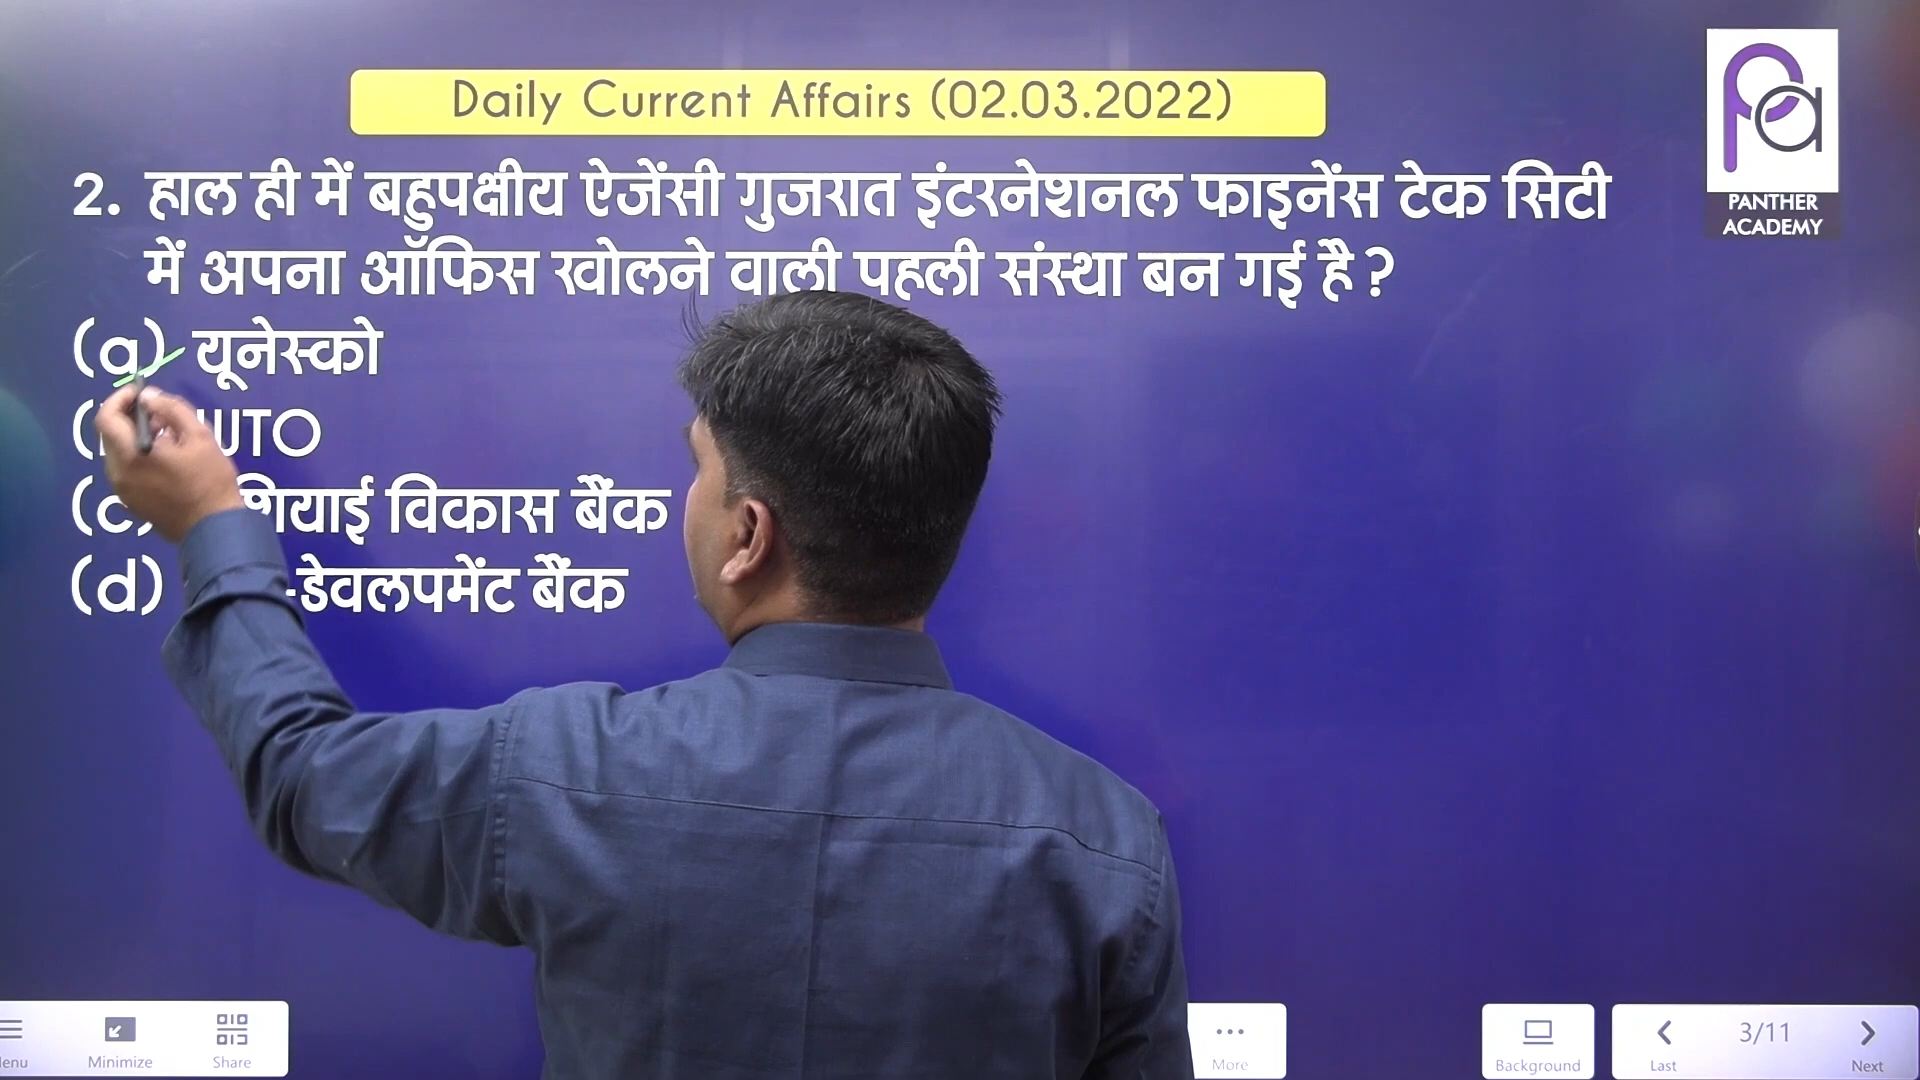 Daily Current Affairs (02.03.2022)
2. हाल ही में बहुपक्षीय ऐजेंसी गुजरात इंटरनेशनल फाइनेंस टेक सिटी
में अपना ऑफिस खोलने वाली पहली संस्था बन गई है ?
(a) यूनेस्को
WTO
विकास बैंक
(d) -डेवलपमेंट बैंक
PANTHER
ACADEMY
Minimize
Share
More
Background
Last
3/11
Next